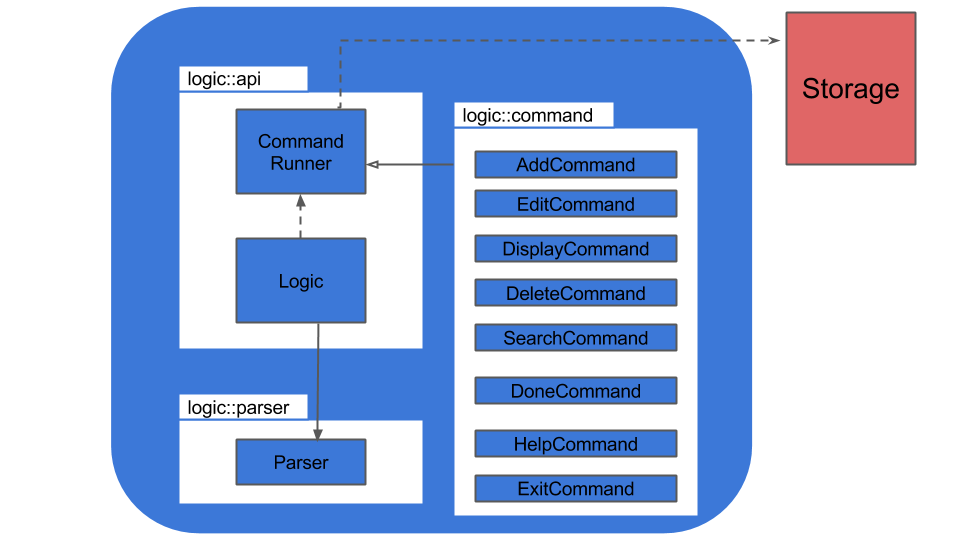 logic::api
Command
Runner
Logic
logic::parser
Parser
logic::command
AddCommand
EditCommand
DisplayCommand
DeleteCommand
SearchCommand
DoneCommand
HelpCommand
ExitCommand
Storage